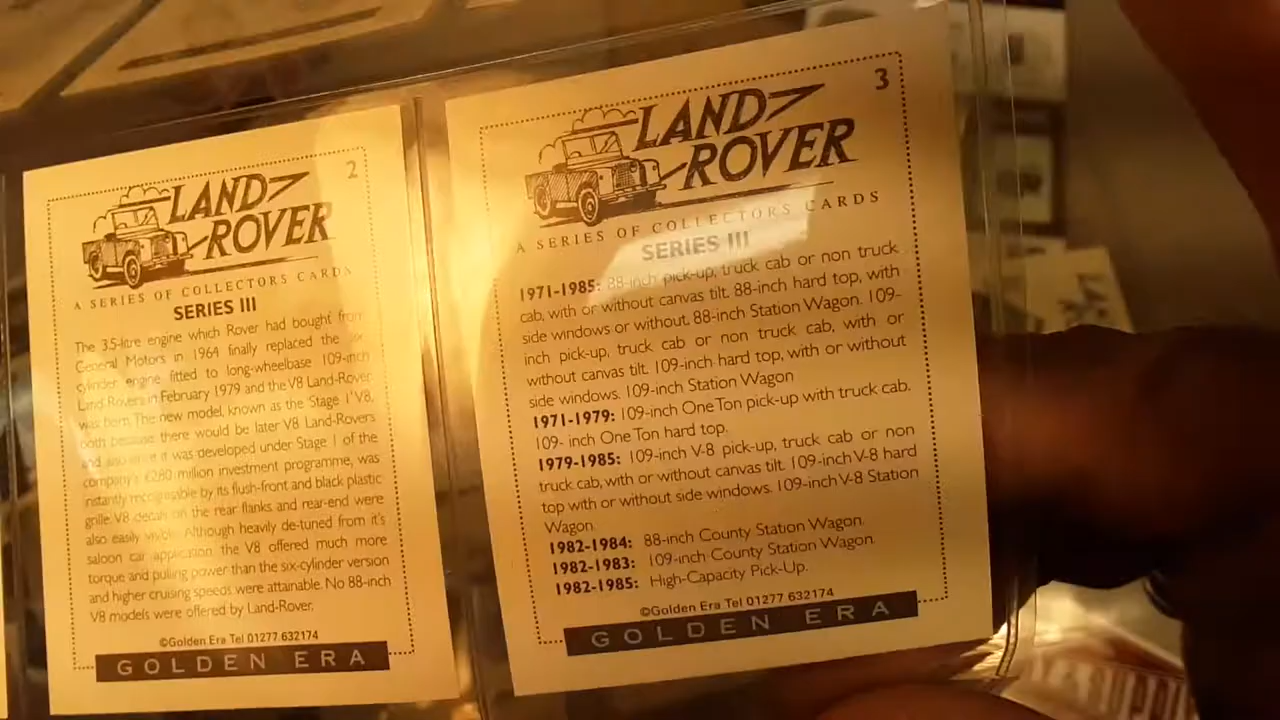 2
LAND
ROVER
A SERIES OF COLLECTORS CARDS
SERIES III
The 3.5-litre engine which Rover had bought from
General Motors in 1964 finally replaced the six
cylinder engine fitted to long-wheelbase 109-inch
Land-Rovers in February 1979 and the V8 Land-Rover
was born. The new model, known as the Stage 1 V8,
both because there would be later V8 Land-Rovers
and also since it was developed under Stage 1 of the
company's £280 million investment programme, was
instantly recognisable by its flush-front and black plastic
grille. V8 decals on the rear flanks and rear-end were
also easily visible. Although heavily de-tuned from it's
saloon car application, the V8 offered much more
torque and pulling power than the six-cylinder version
and higher cruising speeds were attainable. No 88-inch
V8 models were offered by Land-Rover.
©Golden Era Tel 01277 632174
GOLDEN ERA
3
LAND
ROVER
A SERIES OF COLLECTORS CARDS
SERIES III
1971-1985: 88-inch pick-up, truck cab or non truck
cab, with or without canvas tilt. 88-inch hard top, with
side windows or without. 88-inch Station Wagon. 109-
inch pick-up, truck cab or non truck cab, with or
without canvas tilt. 109-inch hard top, with or without
side windows. 109-inch Station Wagon
1971-1979: 109-inch One Ton pick-up with truck cab.
109- inch One Ton hard top.
1979-1985: 109-inch V-8 pick-up, truck cab or non
truck cab, with or without canvas tilt. 109-inch V-8 hard
top with or without side windows. 109-inch V-8 Station
Wagon.
1982-1984: 88-inch County Station Wagon.
1982-1983: 109-inch County Station Wagon.
1982-1985: High-Capacity Pick-Up.
©Golden Era Tel 01277 632174
GOLDEN ERA